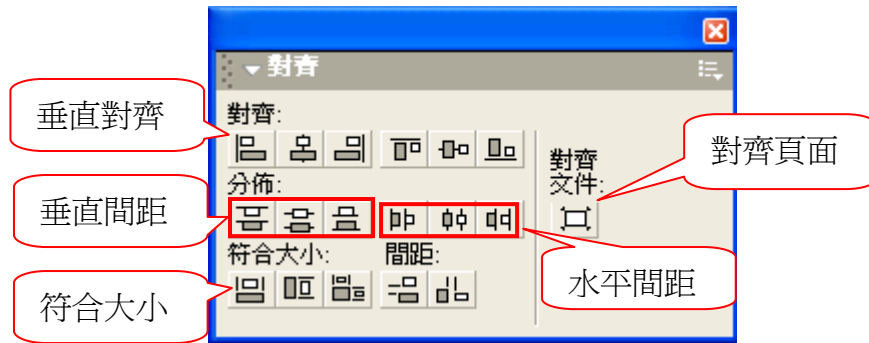 對齊
對齊:
分佈:
符合大小:
間距:
對齊
文件:
垂直對齊
垂直間距
符合大小
對齊頁面
水平間距